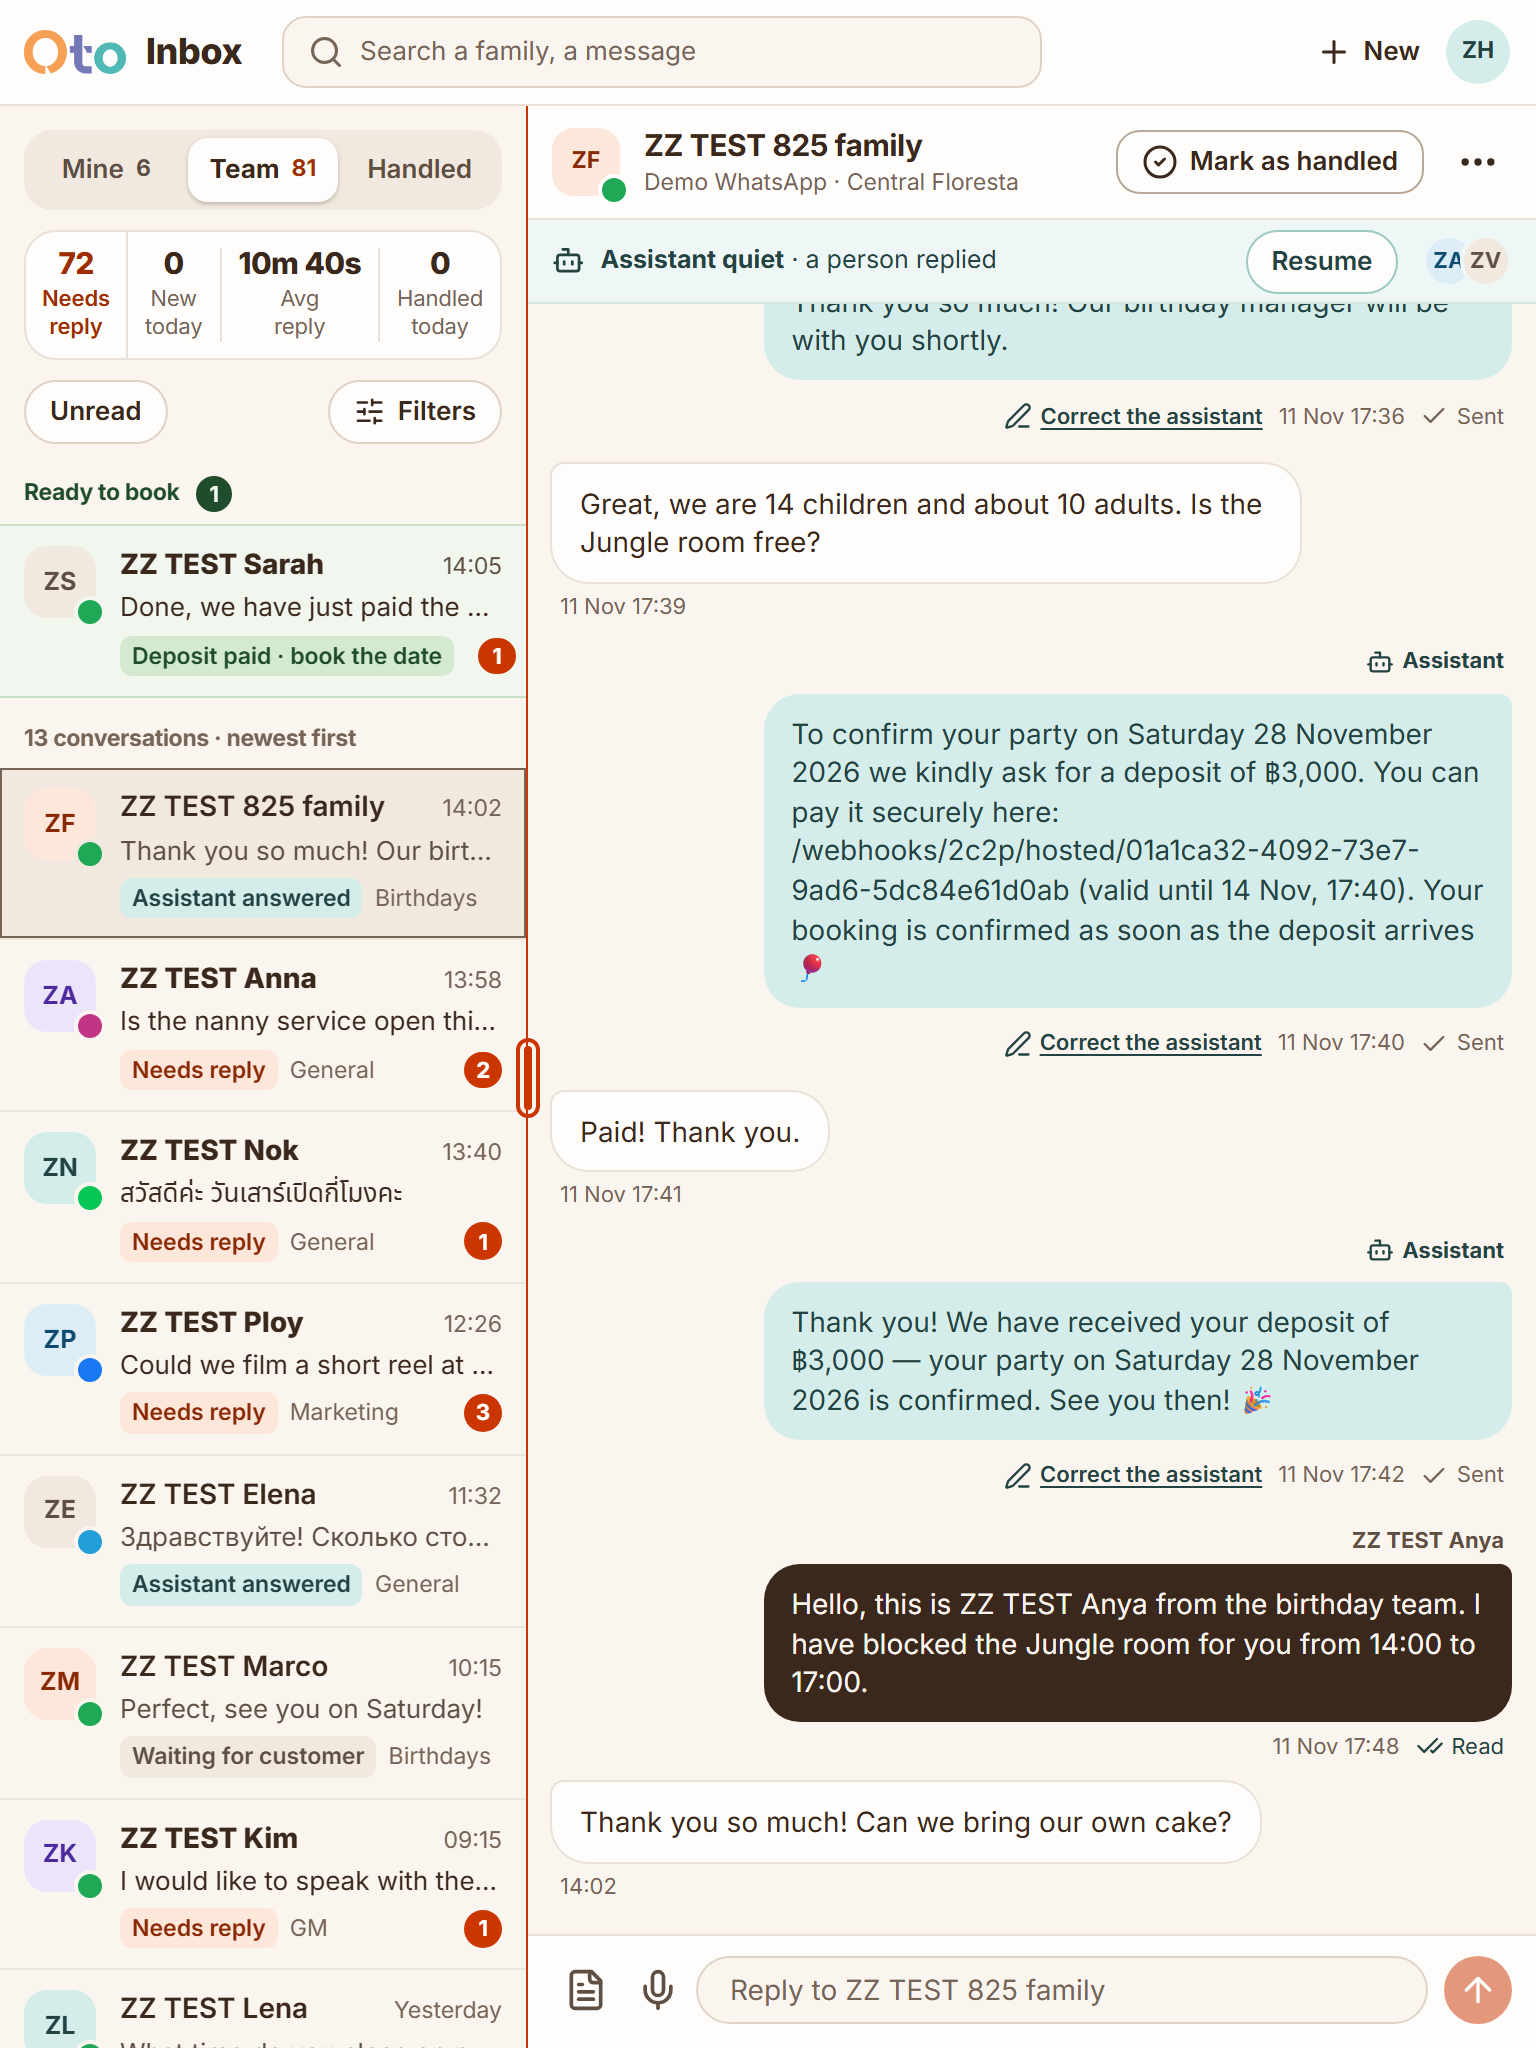 Oto Inbox
Search a family, a message
New
ZH
Mine 6
Team 81
Handled
72
Needs
reply
0
New
today
10m 40s
Avg
reply
0
Handled
today
Unread
Filters
Ready to book 1
ZS
ZZ TEST Sarah
14:05
Done, we have just paid the ...
Deposit paid · book the date
1
13 conversations · newest first
ZF
ZZ TEST 825 family
14:02
Thank you so much! Our birt...
Assistant answered
Birthdays
ZA
ZZ TEST Anna
13:58
Is the nanny service open thi...
Needs reply
General
2
ZN
ZZ TEST Nok
13:40
สวัสดีค่ะ วันเสาร์เปิดกี่โมงคะ
Needs reply
General
1
ZP
ZZ TEST Ploy
12:26
Could we film a short reel at ...
Needs reply
Marketing
3
ZE
ZZ TEST Elena
11:32
Здравствуйте! Сколько сто...
Assistant answered
General
ZM
ZZ TEST Marco
10:15
Perfect, see you on Saturday!
Waiting for customer
Birthdays
ZK
ZZ TEST Kim
09:15
I would like to speak with the...
Needs reply
GM
1
ZL
ZZ TEST Lena
Yesterday
ZF
ZZ TEST 825 family
Demo WhatsApp · Central Floresta
Mark as handled
Assistant quiet · a person replied
Resume
ZA
ZV
Thank you so much! Our birthday manager will be
with you shortly.
Correct the assistant 11 Nov 17:36 Sent
Great, we are 14 children and about 10 adults. Is the
Jungle room free?
11 Nov 17:39
Assistant
To confirm your party on Saturday 28 November
2026 we kindly ask for a deposit of ฿3,000. You can
pay it securely here:
/webhooks/2c2p/hosted/01a1ca32-4092-73e7-
9ad6-5dc84e61d0ab (valid until 14 Nov, 17:40). Your
booking is confirmed as soon as the deposit arrives
🎈
Correct the assistant 11 Nov 17:40 Sent
Paid! Thank you.
11 Nov 17:41
Assistant
Thank you! We have received your deposit of
฿3,000 — your party on Saturday 28 November
2026 is confirmed. See you then! 🎉
Correct the assistant 11 Nov 17:42 Sent
ZZ TEST Anya
Hello, this is ZZ TEST Anya from the birthday team. I
have blocked the Jungle room for you from 14:00 to
17:00.
11 Nov 17:48 Read
Thank you so much! Can we bring our own cake?
14:02
Reply to ZZ TEST 825 family